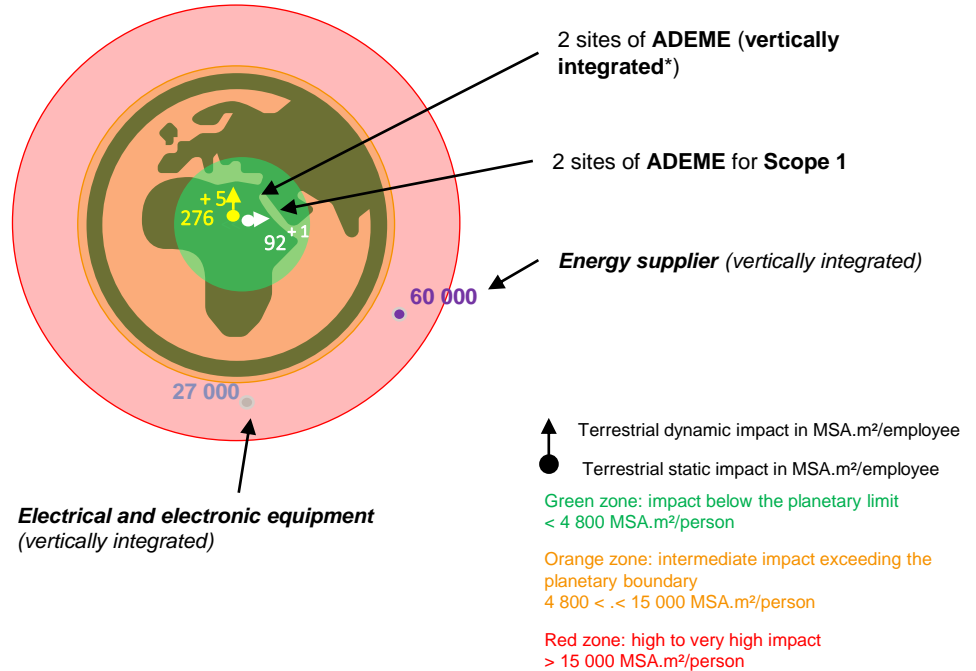 2 sites of ADEME (vertically
integrated*)
2 sites of ADEME for Scope 1
+ 5
276
92
+ 1
Energy supplier (vertically integrated)
60 000
27 000
Electrical and electronic equipment
(vertically integrated)
Terrestrial dynamic impact in MSA.m²/employee
Terrestrial static impact in MSA.m²/employee
Green zone: impact below the planetary limit
< 4 800 MSA.m²/person
Orange zone: intermediate impact exceeding the
planetary boundary
4 800 < .< 15 000 MSA.m²/person
Red zone: high to very high impact
> 15 000 MSA.m²/person